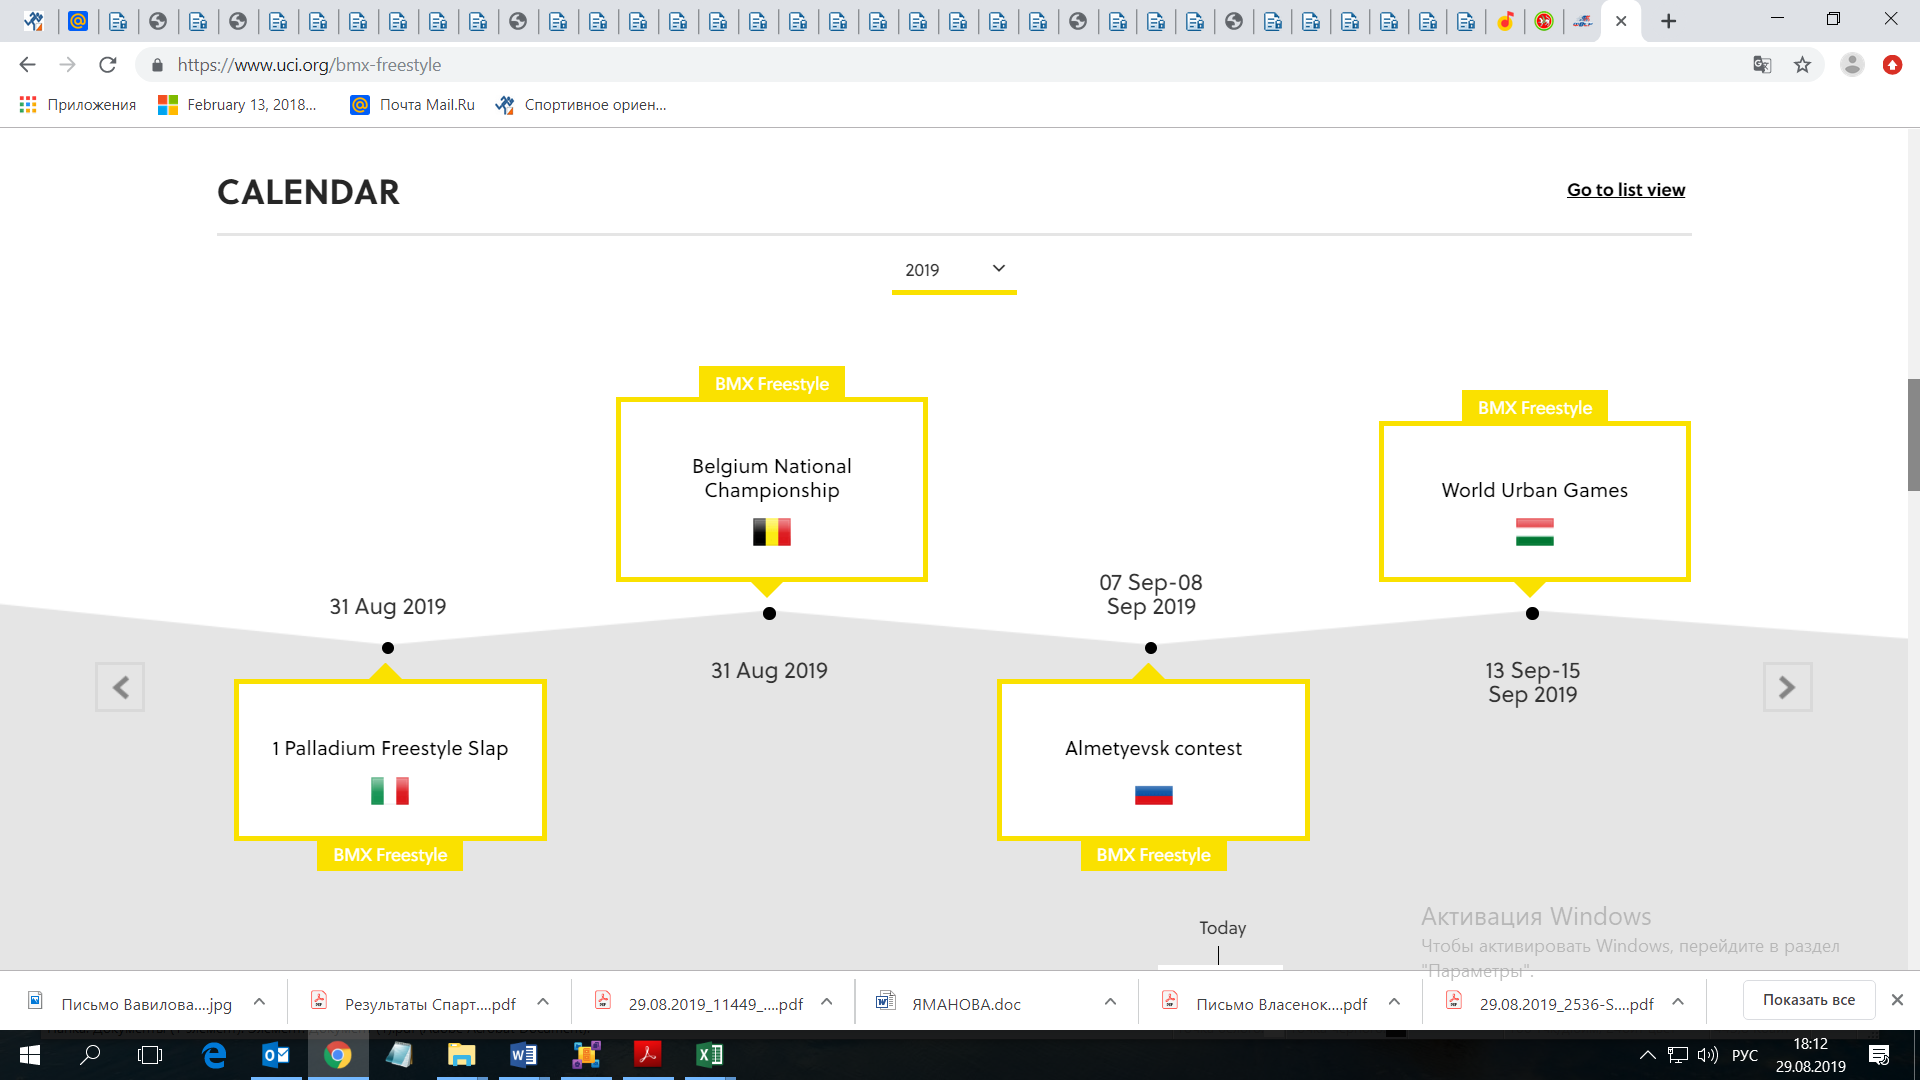 https://www.uci.org/bmx-freestyle
Приложения
February 13, 2018...
Почта Mail.Ru
Спортивное ориен...
CALENDAR
Go to list view
2019
BMX Freestyle
Belgium National
Championship
BMX Freestyle
World Urban Games
31 Aug 2019
07 Sep-08
Sep 2019
31 Aug 2019
13 Sep-15
Sep 2019
1 Palladium Freestyle Slap
BMX Freestyle
Almetyevsk contest
BMX Freestyle
Today
Активация Windows
Чтобы активировать Windows, перейдите в раздел
"Параметры".
Письмо Вавилова....jpg
Результаты Спарт....pdf
29.08.2019_11449_....pdf
ЯМАНОВА.doc
Письмо Власенок....pdf
29.08.2019_2536-S....pdf
Показать все
РУС
18:12
29.08.2019